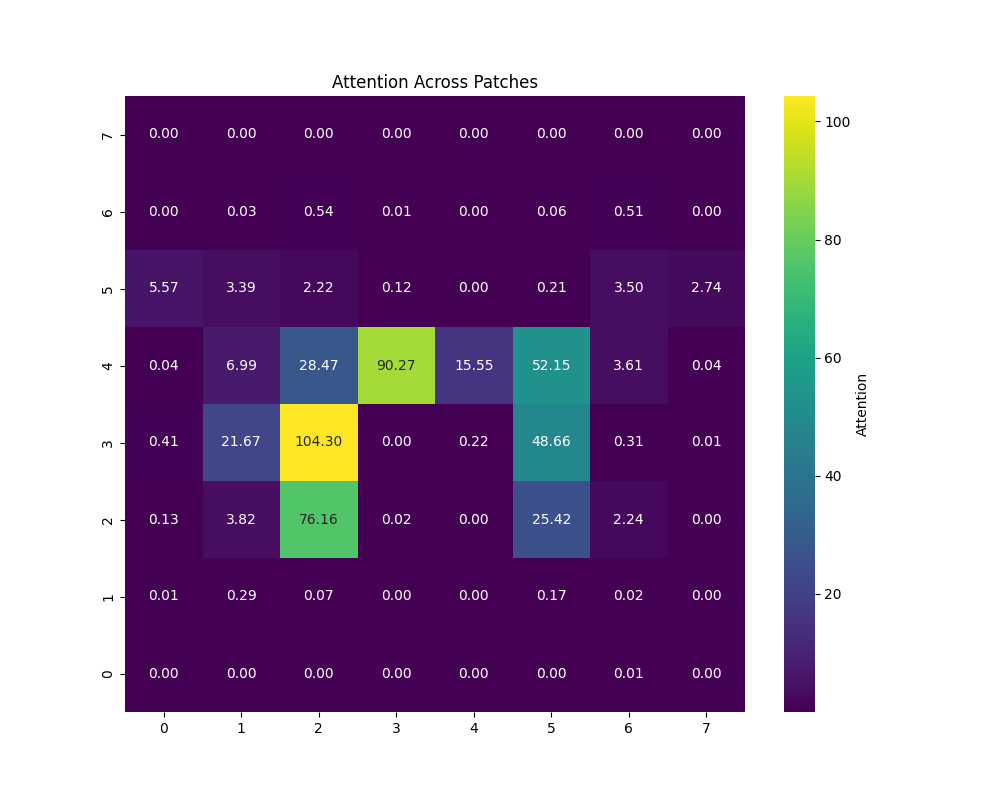 Attention Across Patches
7 0.00 0.00 0.00 0.00 0.00 0.00 0.00 0.00 100
6 0.00 0.03 0.54 0.01 0.00 0.06 0.51 0.00 80
5 5.57 3.39 2.22 0.12 0.00 0.21 3.50 2.74
4 0.04 6.99 28.47 90.27 15.55 52.15 3.61 0.04 60
Attention
3 0.41 21.67 104.30 0.00 0.22 48.66 0.31 0.01 40
2 0.13 3.82 76.16 0.02 0.00 25.42 2.24 0.00
1 0.01 0.29 0.07 0.00 0.00 0.17 0.02 0.00 20
0 0.00 0.00 0.00 0.00 0.00 0.00 0.01 0.00
0 1 2 3 4 5 6 7